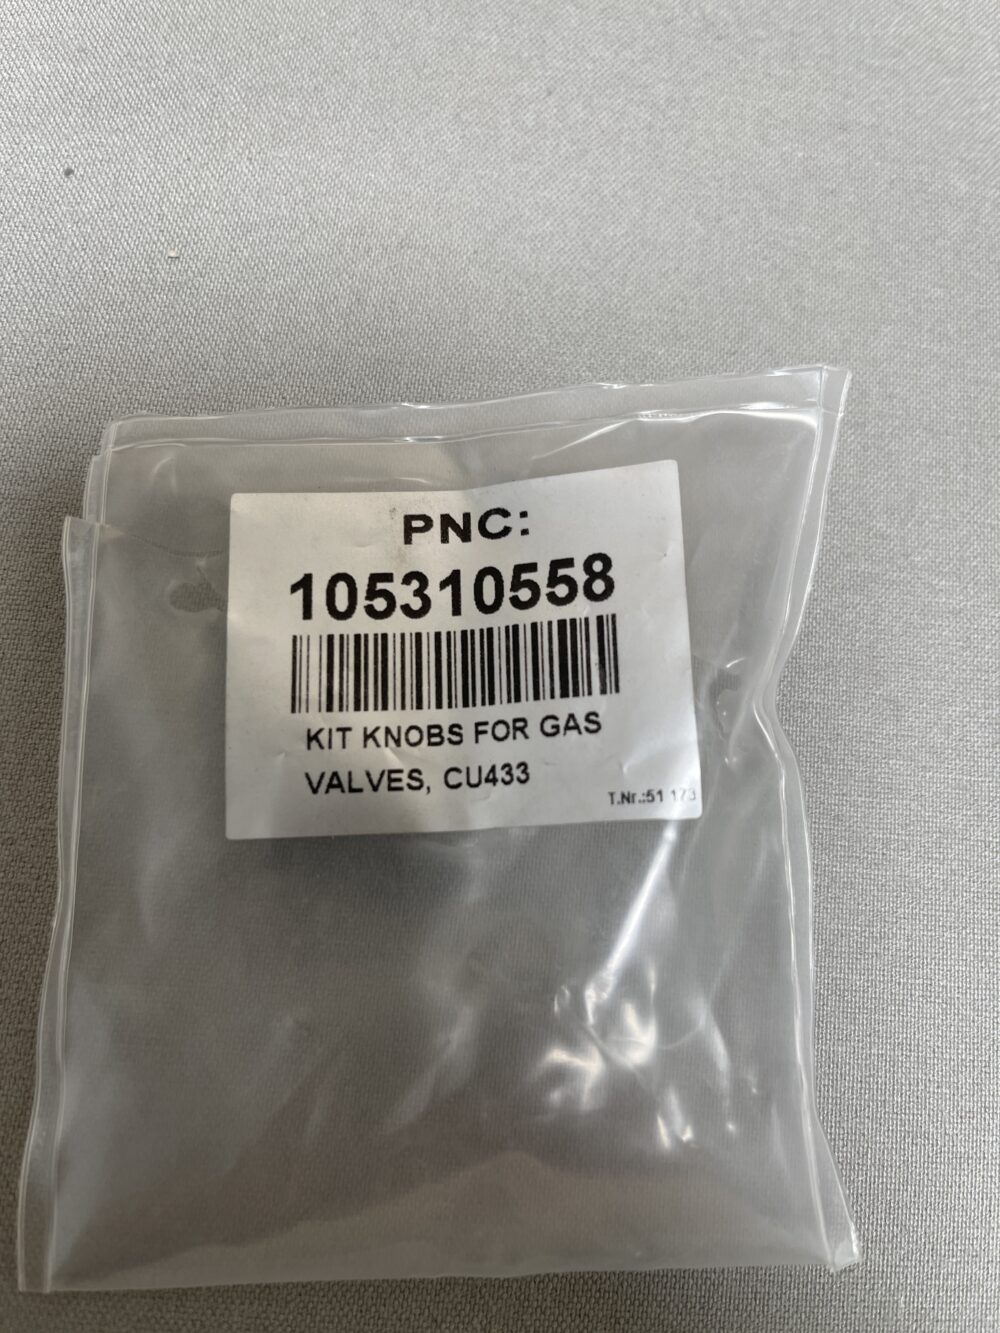 PNC:
105310558
KIT KNOBS FOR GAS
VALVES, CU433
T.Nr.:51 173